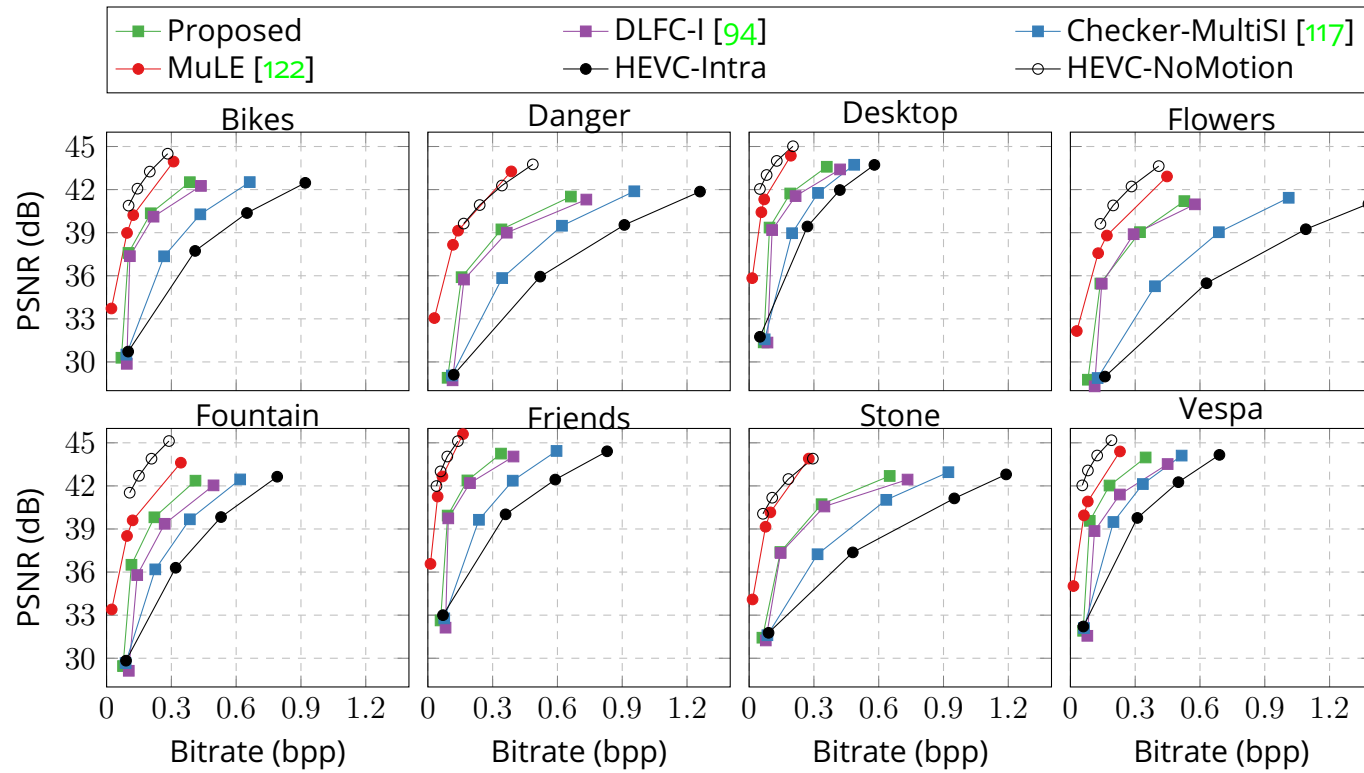 Proposed DLFC-I [94] Checker-MultiSI [117]
MuLE [122] HEVC-Intra HEVC-NoMotion
Bikes Danger Desktop Flowers
45
42
39
36
33
30
PSNR (dB)
Fountain Friends Stone Vespa
45
42
39
36
33
30
PSNR (dB)
0 0.3 0.6 0.9 1.2 0 0.3 0.6 0.9 1.2 0 0.3 0.6 0.9 1.2 0 0.3 0.6 0.9 1.2
Bitrate (bpp) Bitrate (bpp) Bitrate (bpp) Bitrate (bpp)